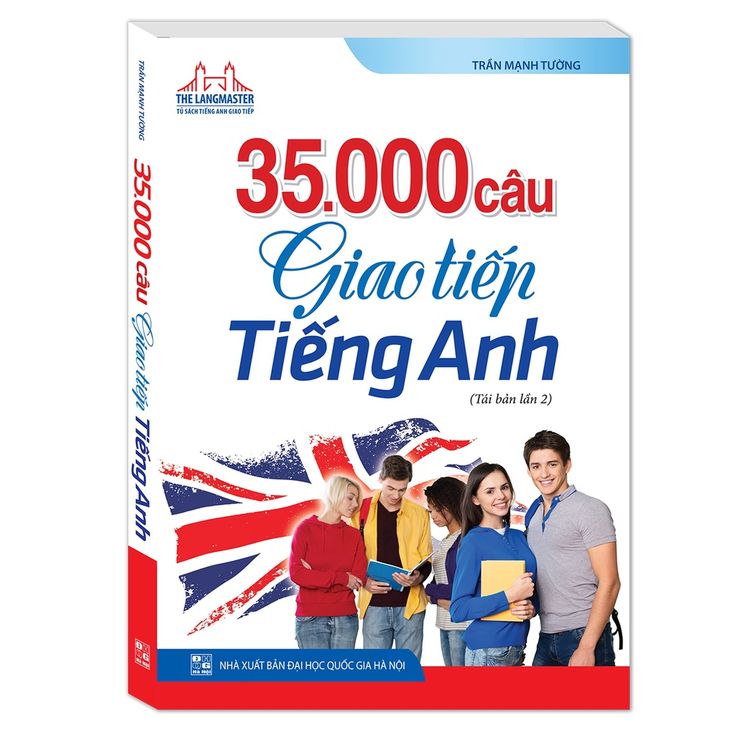 TRẦN MẠNH TƯỜNG
THE LANGMASTER
TỦ SÁCH TIẾNG ANH GIAO TIẾP
35.000 câu
Giao tiếp
Tiếng Anh
(Tái bản lần 2)
NHÀ XUẤT BẢN ĐẠI HỌC QUỐC GIA HÀ NỘI
TRẦN MẠNH TƯỜNG
35.000 câu Giao tiếp Tiếng Anh
Hà Nội